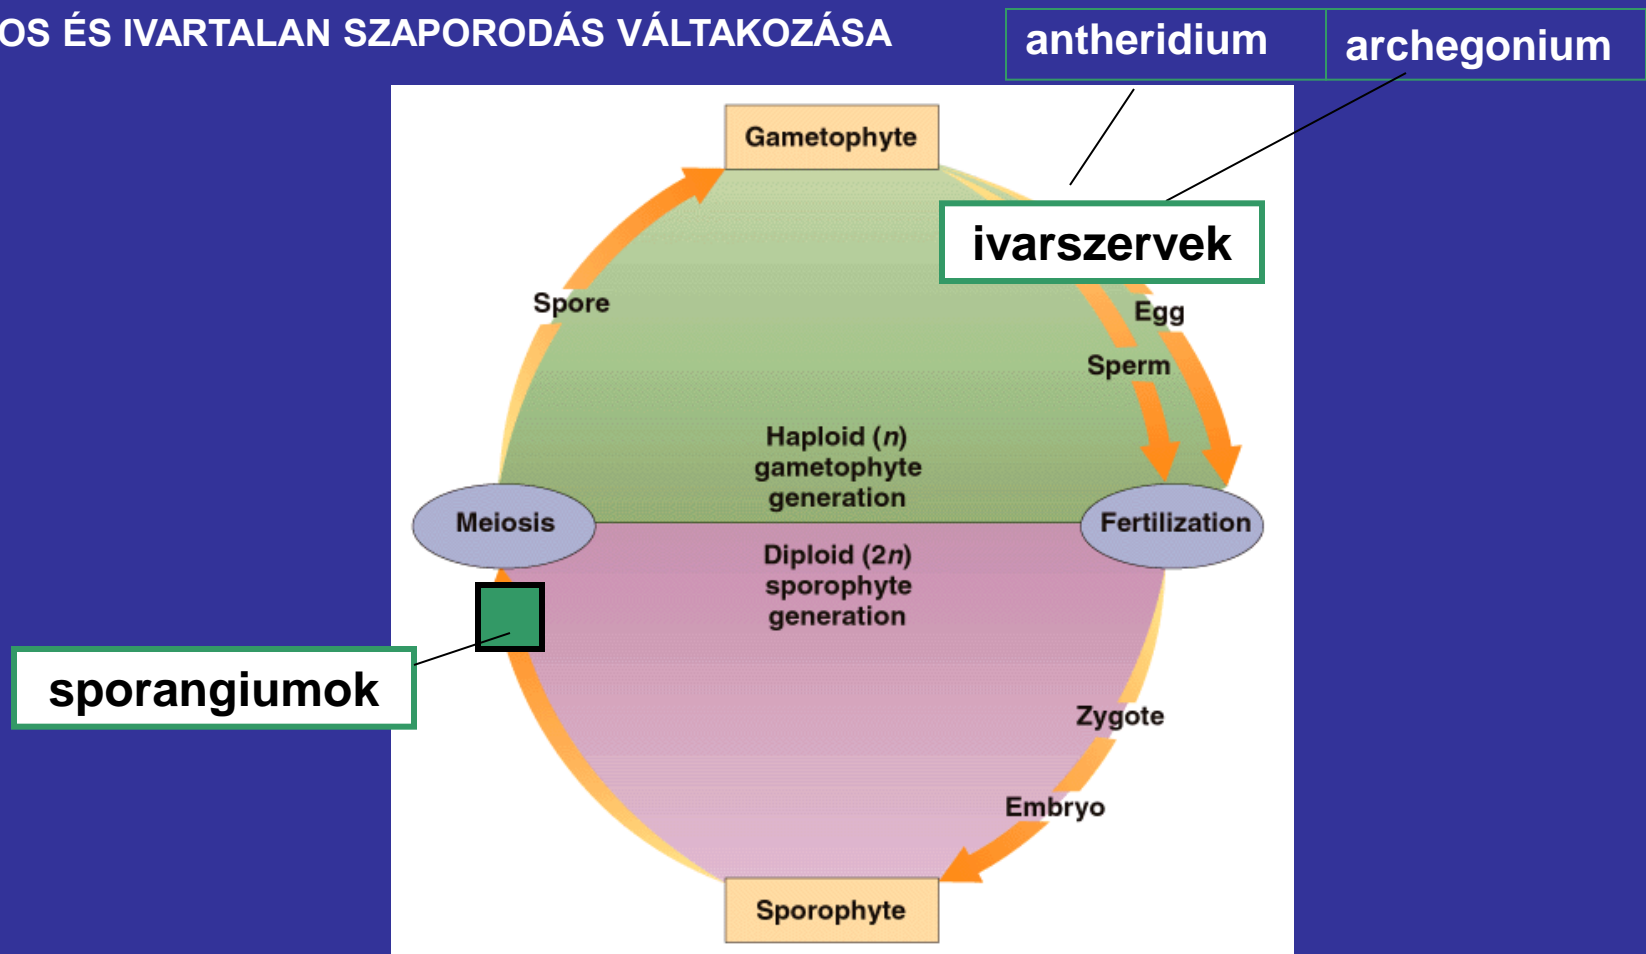 OS ÉS IVARTALAN SZAPORODÁS VÁLTAKOZÁSA
antheridium
archegonium
Gametophyte
ivarszervek
Spore
Egg
Sperm
Haploid (n)
gametophyte
generation
Meiosis
Fertilization
Diploid (2n)
sporophyte
generation
sporangiumok
Zygote
Embryo
Sporophyte